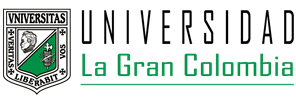 UNIVERSITAS
VERITAS
VOS
LIBERABIT
UNIVERSIDAD
La Gran Colombia